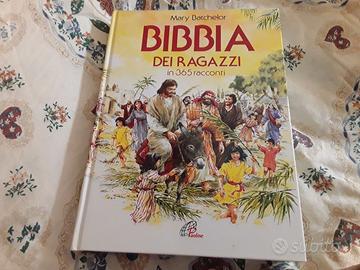 Mary Batchelor
BIBBIA
DEI RAGAZZI
in 365 racconti
Paoline
subito